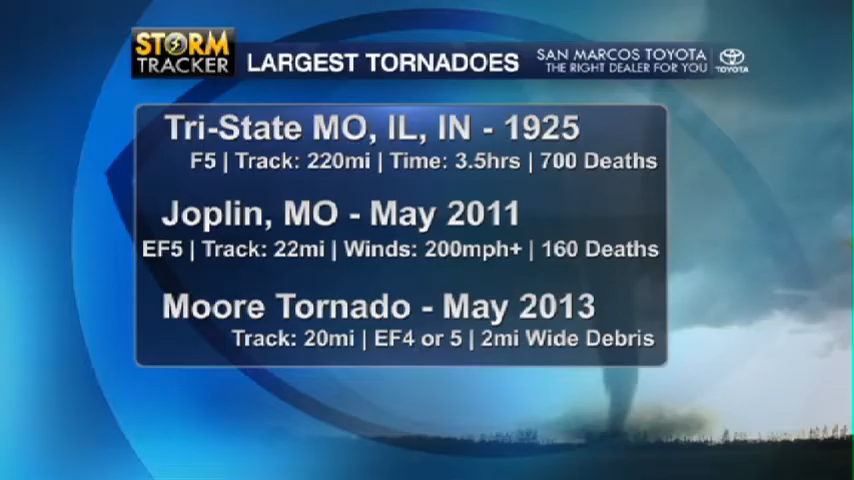 STORM
TRACKER
LARGEST TORNADOES
SAN MARCOS TOYOTA
THE RIGHT DEALER FOR YOU
TOYOTA
Tri-State MO, IL, IN - 1925
F5 | Track: 220mi | Time: 3.5hrs | 700 Deaths
Joplin, MO - May 2011
EF5 | Track: 22mi | Winds: 200mph+ | 160 Deaths
Moore Tornado - May 2013
Track: 20mi | EF4 or 5 | 2mi Wide Debris